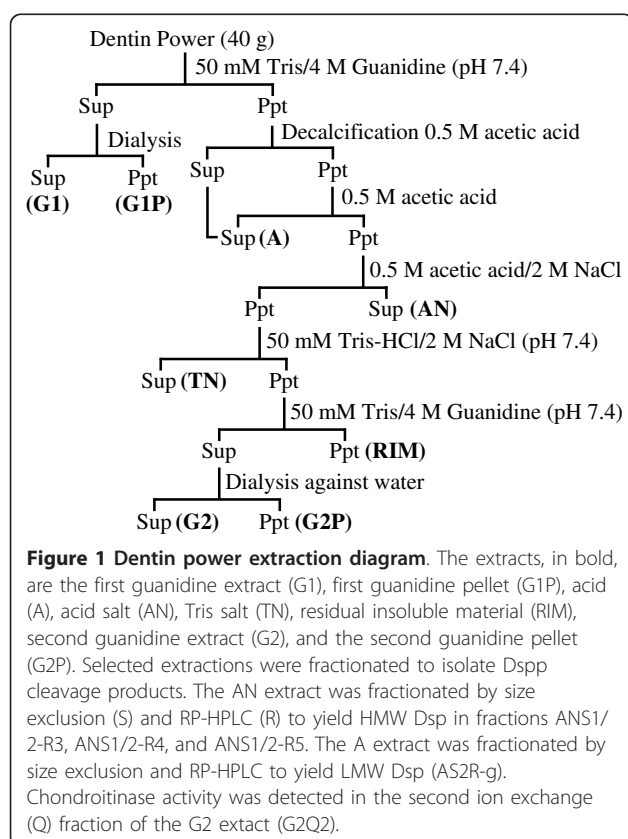 Dentin Power (40 g)
50 mM Tris/4 M Guanidine (pH 7.4)
Sup Ppt
Dialysis Decalcification 0.5 M acetic acid
Sup Ppt Sup Ppt
(G1) (G1P) 0.5 M acetic acid
Sup (A) Ppt
0.5 M acetic acid/2 M NaCl
Ppt Sup (AN)
50 mM Tris-HCl/2 M NaCl (pH 7.4)
Sup (TN) Ppt
50 mM Tris/4 M Guanidine (pH 7.4)
Sup Ppt (RIM)
Dialysis against water
Sup (G2) Ppt (G2P)
Figure 1 Dentin power extraction diagram. The extracts, in bold,
are the first guanidine extract (G1), first guanidine pellet (G1P), acid
(A), acid salt (AN), Tris salt (TN), residual insoluble material (RIM),
second guanidine extract (G2), and the second guanidine pellet
(G2P). Selected extractions were fractionated to isolate Dspp
cleavage products. The AN extract was fractionated by size
exclusion (S) and RP-HPLC (R) to yield HMW Dsp in fractions ANS1/
2-R3, ANS1/2-R4, and ANS1/2-R5. The A extract was fractionated by
size exclusion and RP-HPLC to yield LMW Dsp (AS2R-g).
Chondroitinase activity was detected in the second ion exchange
(Q) fraction of the G2 extact (G2Q2).